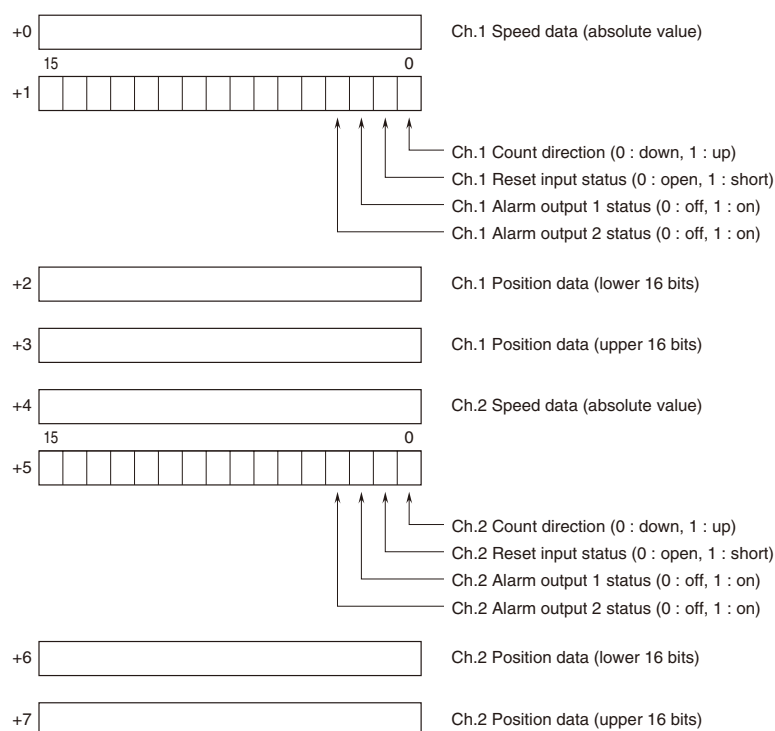 +0 Ch.1 Speed data (absolute value)
15 0
+1
Ch.1 Count direction (0 : down, 1 : up)
Ch.1 Reset input status (0 : open, 1 : short)
Ch.1 Alarm output 1 status (0 : off, 1 : on)
Ch.1 Alarm output 2 status (0 : off, 1 : on)
+2 Ch.1 Position data (lower 16 bits)
+3 Ch.1 Position data (upper 16 bits)
+4 Ch.2 Speed data (absolute value)
15 0
+5
Ch.2 Count direction (0 : down, 1 : up)
Ch.2 Reset input status (0 : open, 1 : short)
Ch.2 Alarm output 1 status (0 : off, 1 : on)
Ch.2 Alarm output 2 status (0 : off, 1 : on)
+6 Ch.2 Position data (lower 16 bits)
+7 Ch.2 Position data (upper 16 bits)